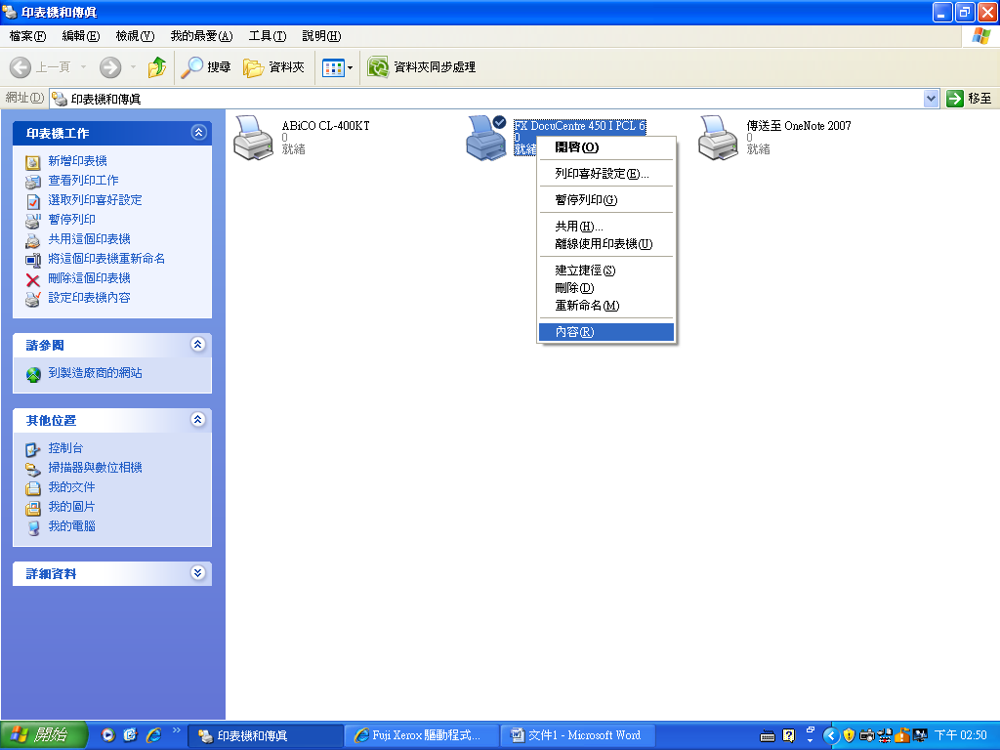 印表機和傳真
檔案(F) 編輯(E) 檢視(V) 我的最愛(A) 工具(T) 說明(H)
上一頁 搜尋 資料夾 資料夾同步處理
網址(D) 印表機和傳真 移至
印表機工作
新增印表機
查看列印工作
選取列印喜好設定
暫停列印
共用這個印表機
將這個印表機重新命名
刪除這個印表機
設定印表機內容
請參閱
到製造廠商的網站
其他位置
控制台
掃描器與數位相機
我的文件
我的圖片
我的電腦
詳細資料
ABiCO CL-400KT
0
就緒
FX DocuCentre 450 I PCL 6
0
就緒
傳送至 OneNote 2007
0
就緒
開啓(O)
列印喜好設定(E)...
暫停列印(G)
共用(H)...
離線使用印表機(U)
建立捷徑(S)
刪除(D)
重新命名(M)
內容(R)
開始 印表機和傳真 Fuji Xerox 驅動程式... 文件1 - Microsoft Word 下午 02:50